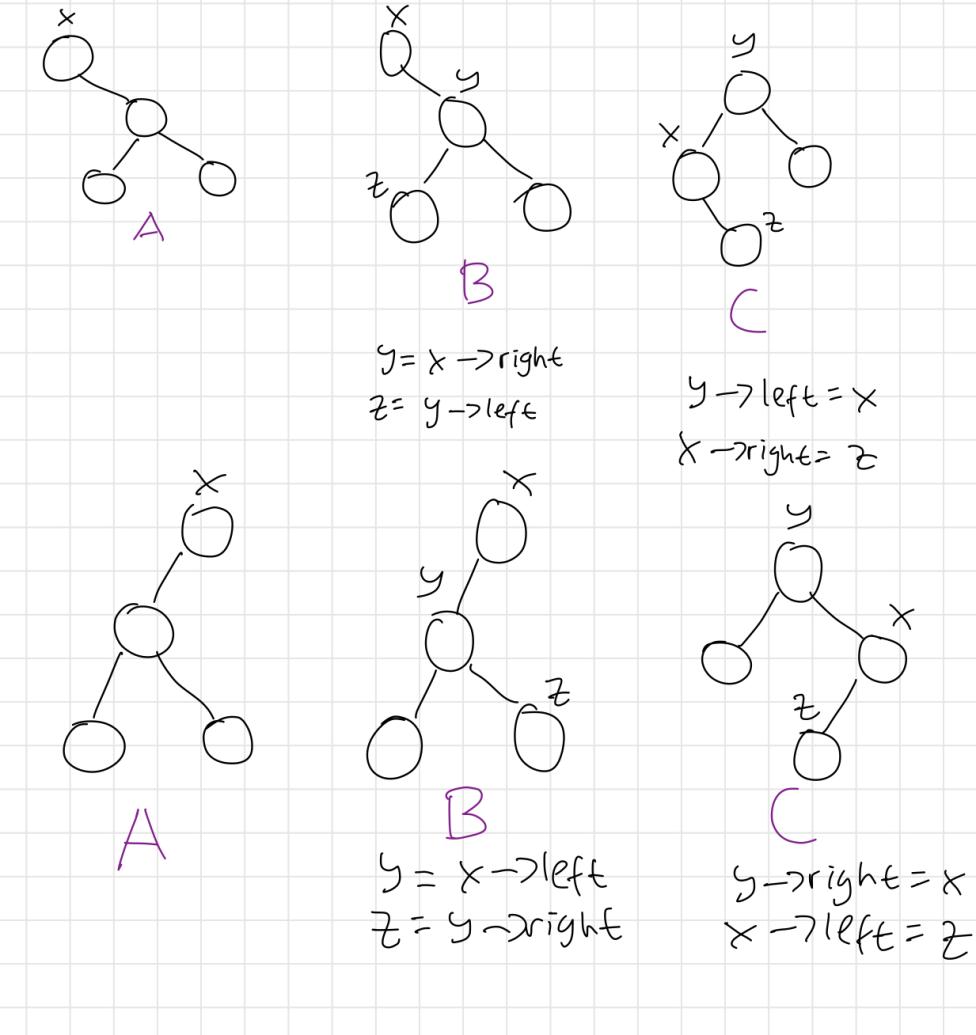 x
A
x
y
z
B
y = x -> right
z = y -> left
y
x
z
C
y -> left = x
x -> right = z
x
A
x
y
z
B
y = x -> left
z = y -> right
y
x
z
C
y -> right = x
x -> left = z